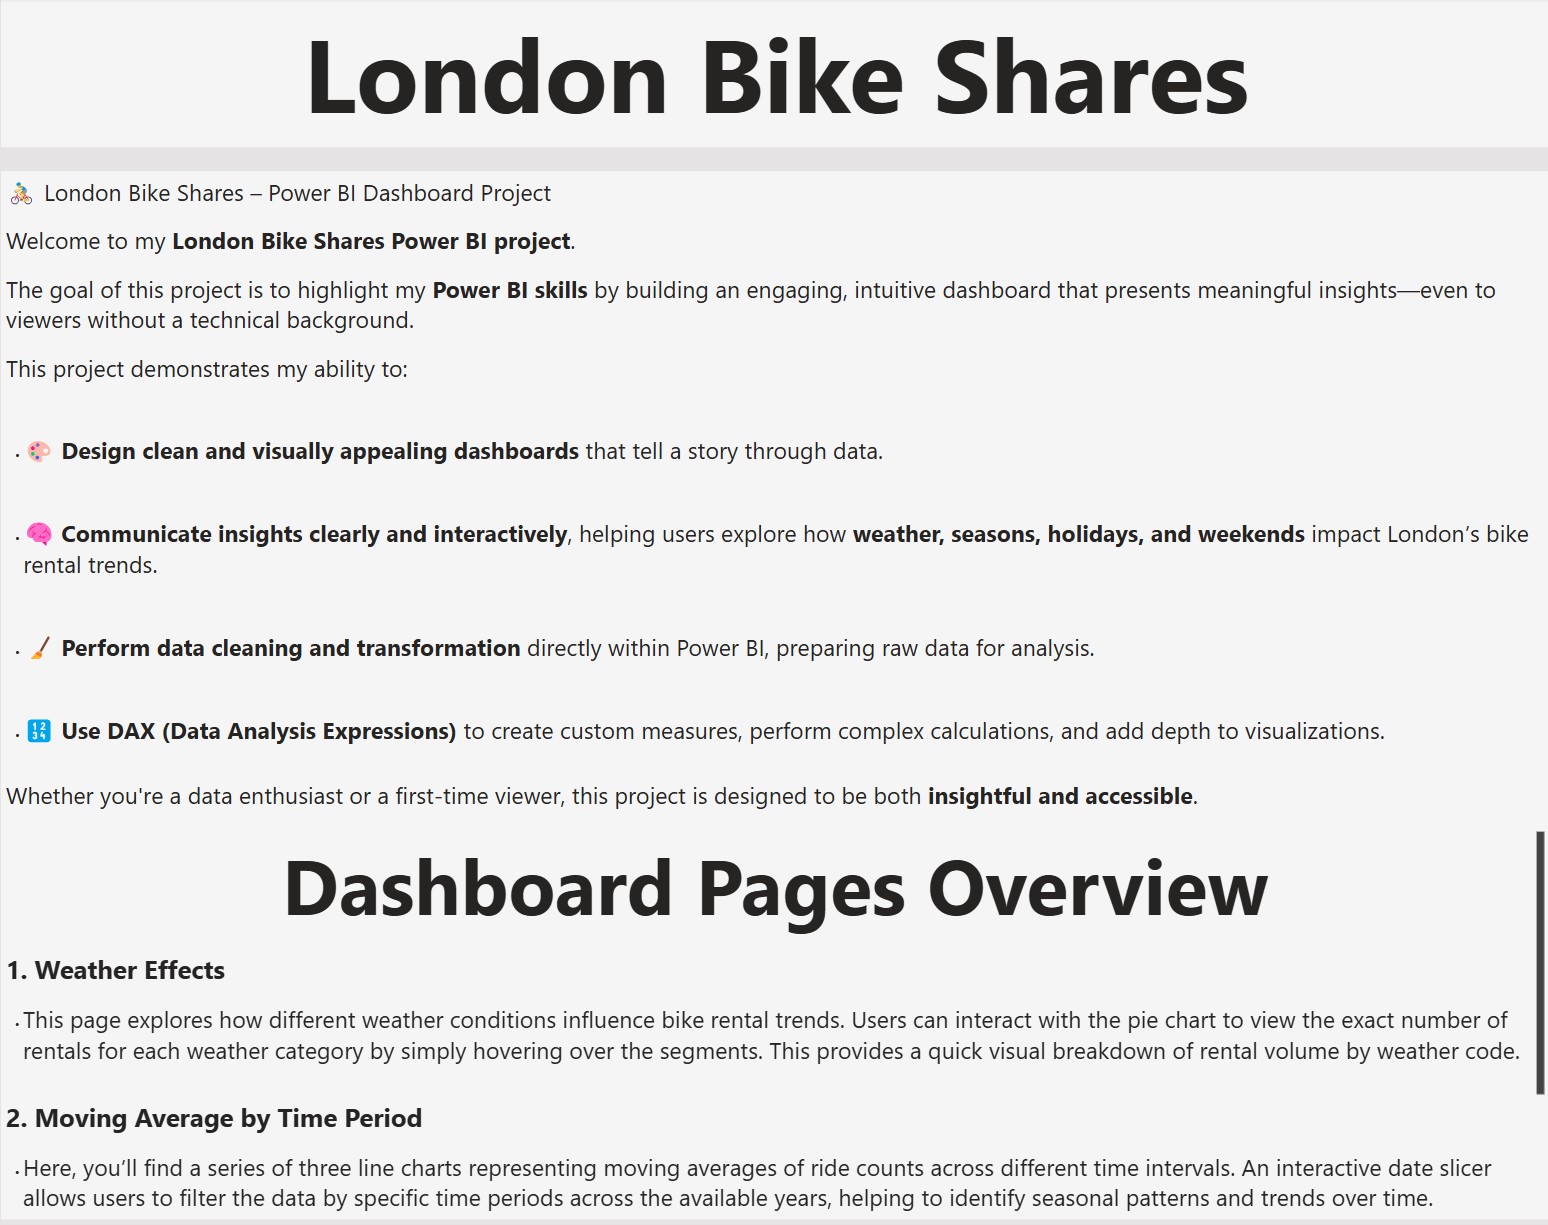 London Bike Shares
🚴 London Bike Shares – Power BI Dashboard Project
Welcome to my London Bike Shares Power BI project.
The goal of this project is to highlight my Power BI skills by building an engaging, intuitive dashboard that presents meaningful insights—even to
viewers without a technical background.
This project demonstrates my ability to:
• 🎨 Design clean and visually appealing dashboards that tell a story through data.
• 🧠 Communicate insights clearly and interactively, helping users explore how weather, seasons, holidays, and weekends impact London’s bike
rental trends.
• 🧹 Perform data cleaning and transformation directly within Power BI, preparing raw data for analysis.
• 🔢 Use DAX (Data Analysis Expressions) to create custom measures, perform complex calculations, and add depth to visualizations.
Whether you're a data enthusiast or a first-time viewer, this project is designed to be both insightful and accessible.
Dashboard Pages Overview
1. Weather Effects
• This page explores how different weather conditions influence bike rental trends. Users can interact with the pie chart to view the exact number of
rentals for each weather category by simply hovering over the segments. This provides a quick visual breakdown of rental volume by weather code.
2. Moving Average by Time Period
• Here, you’ll find a series of three line charts representing moving averages of ride counts across different time intervals. An interactive date slicer
allows users to filter the data by specific time periods across the available years, helping to identify seasonal patterns and trends over time.